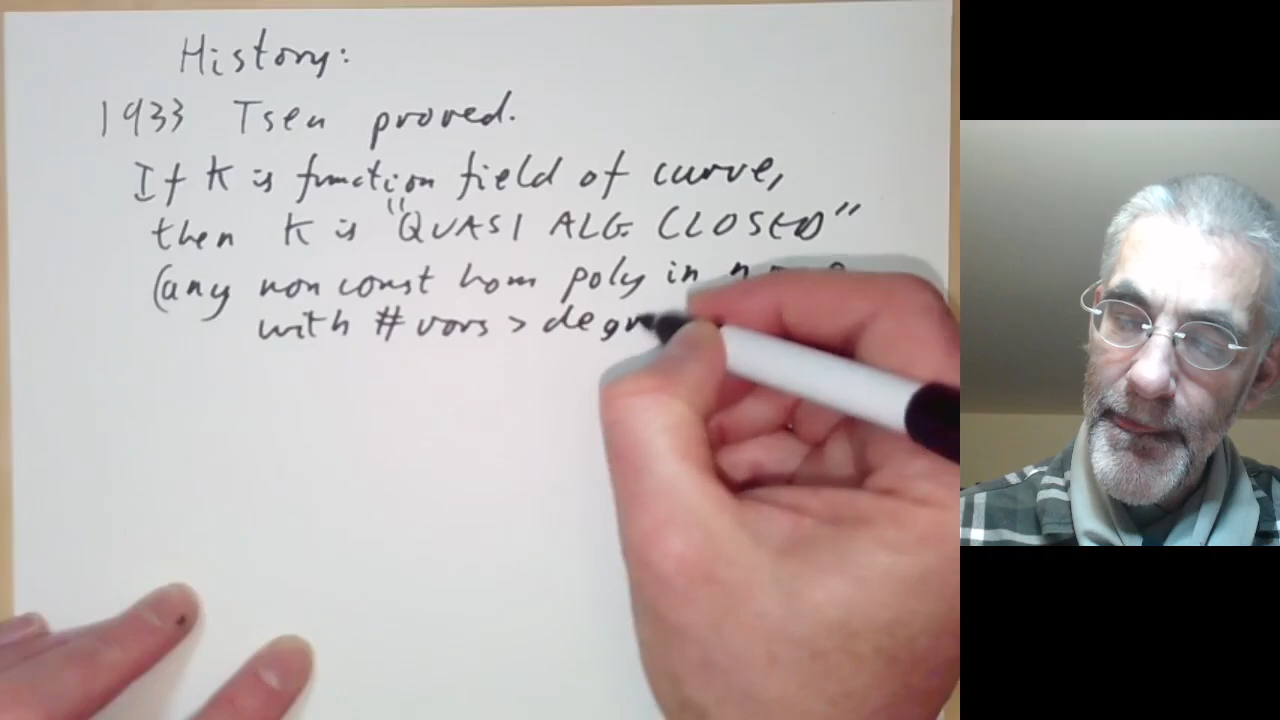 History:
1933 Tsen proved.
If K is function field of curve,
then K is "QUASI ALG CLOSED"
(any non const hom poly in
with # vars > degr